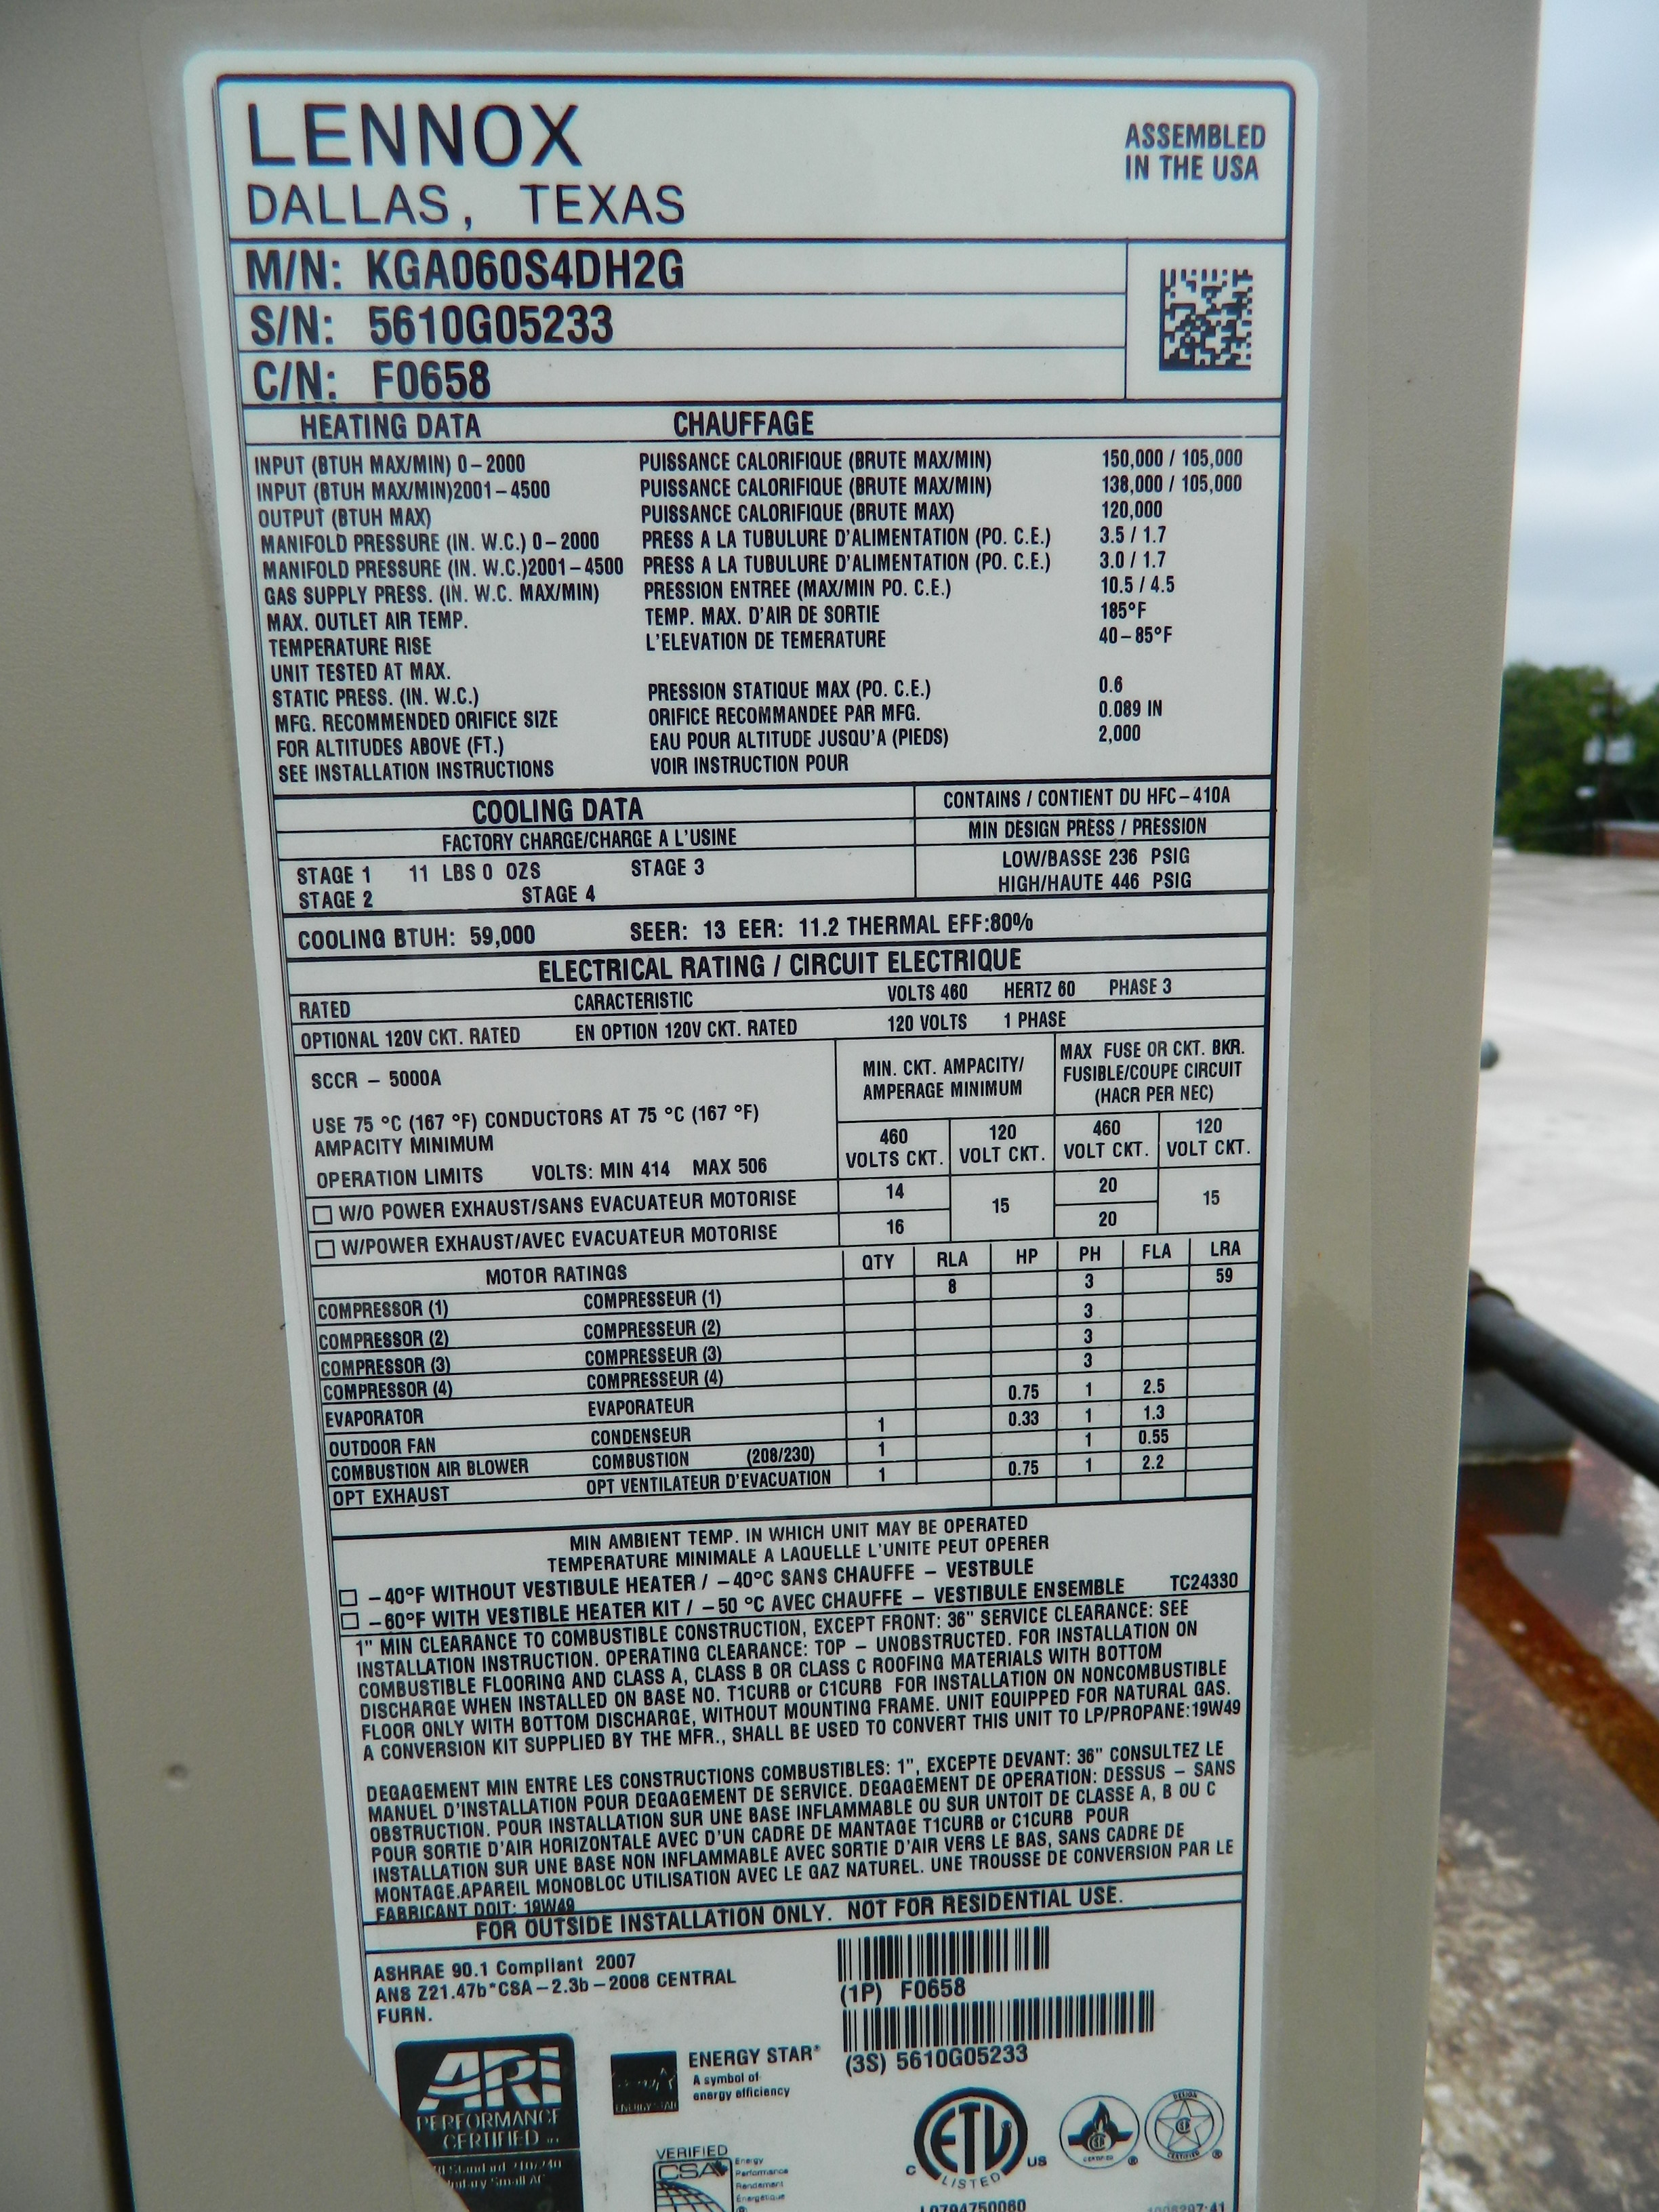 LENNOX
DALLAS, TEXAS
ASSEMBLED
IN THE USA
M/N: KGA060S4DH2G
S/N: 5610G05233
C/N: F0658
HEATING DATA CHAUFFAGE
INPUT (BTUH MAX/MIN) 0-2000 PUISSANCE CALORIFIQUE (BRUTE MAX/MIN) 150,000 / 105,000
INPUT (BTUH MAX/MIN)2001-4500 PUISSANCE CALORIFIQUE (BRUTE MAX/MIN) 138,000 / 105,000
OUTPUT (BTUH MAX) PUISSANCE CALORIFIQUE (BRUTE MAX) 120,000
MANIFOLD PRESSURE (IN. W.C.) 0-2000 PRESS A LA TUBULURE D'ALIMENTATION (PO. C.E.) 3.5 / 1.7
MANIFOLD PRESSURE (IN. W.C.)2001-4500 PRESS A LA TUBULURE D'ALIMENTATION (PO. C.E.) 3.0 / 1.7
GAS SUPPLY PRESS. (IN. W.C. MAX/MIN) PRESSION ENTREE (MAX/MIN PO. C.E.) 10.5 / 4.5
MAX. OUTLET AIR TEMP. TEMP. MAX. D'AIR DE SORTIE 185°F
TEMPERATURE RISE L'ELEVATION DE TEMERATURE 40-85°F
UNIT TESTED AT MAX.
STATIC PRESS. (IN. W.C.) PRESSION STATIQUE MAX (PO. C.E.) 0.6
MFG. RECOMMENDED ORIFICE SIZE ORIFICE RECOMMANDEE PAR MFG. 0.089 IN
FOR ALTITUDES ABOVE (FT.) EAU POUR ALTITUDE JUSQU'A (PIEDS) 2,000
SEE INSTALLATION INSTRUCTIONS VOIR INSTRUCTION POUR
COOLING DATA CONTAINS / CONTIENT DU HFC-410A
FACTORY CHARGE/CHARGE A L'USINE MIN DESIGN PRESS / PRESSION
STAGE 1 11 LBS 0 OZS STAGE 3 LOW/BASSE 236 PSIG
STAGE 2 STAGE 4 HIGH/HAUTE 446 PSIG
COOLING BTUH: 59,000 SEER: 13 EER: 11.2 THERMAL EFF:80%
ELECTRICAL RATING / CIRCUIT ELECTRIQUE
RATED CARACTERISTIC VOLTS 460 HERTZ 60 PHASE 3
OPTIONAL 120V CKT. RATED EN OPTION 120V CKT. RATED 120 VOLTS 1 PHASE
SCCR - 5000A
USE 75 °C (167 °F) CONDUCTORS AT 75 °C (167 °F)
AMPACITY MINIMUM
OPERATION LIMITS VOLTS: MIN 414 MAX 506
MIN. CKT. AMPACITY/
AMPERAGE MINIMUM
MAX FUSE OR CKT. BKR.
FUSIBLE/COUPE CIRCUIT
(HACR PER NEC)
460 120 460 120
VOLTS CKT. VOLT CKT. VOLT CKT. VOLT CKT.
W/O POWER EXHAUST/SANS EVACUATEUR MOTORISE 14 15 20 15
W/POWER EXHAUST/AVEC EVACUATEUR MOTORISE 16 20
MOTOR RATINGS QTY RLA HP PH FLA LRA
COMPRESSOR (1) COMPRESSEUR (1) 8 3 59
COMPRESSOR (2) COMPRESSEUR (2) 3
COMPRESSOR (3) COMPRESSEUR (3) 3
COMPRESSOR (4) COMPRESSEUR (4) 3
EVAPORATOR EVAPORATEUR 0.75 1 2.5
OUTDOOR FAN CONDENSEUR 1 0.33 1 1.3
COMBUSTION AIR BLOWER COMBUSTION (208/230) 1 1 0.55
OPT EXHAUST OPT VENTILATEUR D'EVACUATION 1 0.75 1 2.2
MIN AMBIENT TEMP. IN WHICH UNIT MAY BE OPERATED
TEMPERATURE MINIMALE A LAQUELLE L'UNITE PEUT OPERER
-40°F WITHOUT VESTIBULE HEATER / -40°C SANS CHAUFFE - VESTBULE
-60°F WITH VESTIBLE HEATER KIT / -50 °C AVEC CHAUFFE - VESTIBULE ENSEMBLE TC24330
1" MIN CLEARANCE TO COMBUSTIBLE CONSTRUCTION, EXCEPT FRONT: 36" SERVICE CLEARANCE: SEE
INSTALLATION INSTRUCTION. OPERATING CLEARANCE: TOP - UNOBSTRUCTED. FOR INSTALLATION ON
COMBUSTIBLE FLOORING AND CLASS A, CLASS B OR CLASS C ROOFING MATERIALS WITH BOTTOM
DISCHARGE WHEN INSTALLED ON BASE NO. T1CURB or C1CURB FOR INSTALLATION ON NONCOMBUSTIBLE
FLOOR ONLY WITH BOTTOM DISCHARGE, WITHOUT MOUNTING FRAME. UNIT EQUIPPED FOR NATURAL GAS.
A CONVERSION KIT SUPPLIED BY THE MFR., SHALL BE USED TO CONVERT THIS UNIT TO LP/PROPANE:19W49
DEGAGEMENT MIN ENTRE LES CONSTRUCTIONS COMBUSTIBLES: 1", EXCEPTE DEVANT: 36" CONSULTEZ LE
MANUEL D'INSTALLATION POUR DEGAGEMENT DE SERVICE. DEGAGEMENT DE OPERATION: DESSUS - SANS
OBSTRUCTION. POUR INSTALLATION SUR UNE BASE INFLAMMABLE OU SUR UNTOIT DE CLASSE A, B OU C
POUR SORTIE D'AIR HORIZONTALE AVEC D'UN CADRE DE MANTAGE T1CURB or C1CURB POUR
INSTALLATION SUR UNE BASE NON INFLAMMABLE AVEC SORTIE D'AIR VERS LE BAS, SANS CADRE DE
MONTAGE.APAREIL MONOBLOC UTILISATION AVEC LE GAZ NATUREL. UNE TROUSSE DE CONVERSION PAR LE
FABRICANT DOIT: 19W49
FOR OUTSIDE INSTALLATION ONLY. NOT FOR RESIDENTIAL USE.
ASHRAE 90.1 Compliant 2007
ANS Z21.47b*CSA-2.3b-2008 CENTRAL
FURN.
(1P) F0658
(3S) 5610G05233
ARI
PERFORMANCE
CERTIFIED
ENERGY STAR
A symbol of
energy efficiency
ENERGY STAR
VERIFIED
CSA
Energy
Performance
Rendement
Énergétique
C ETL US
LISTED
DESIGN
CERTIFIED